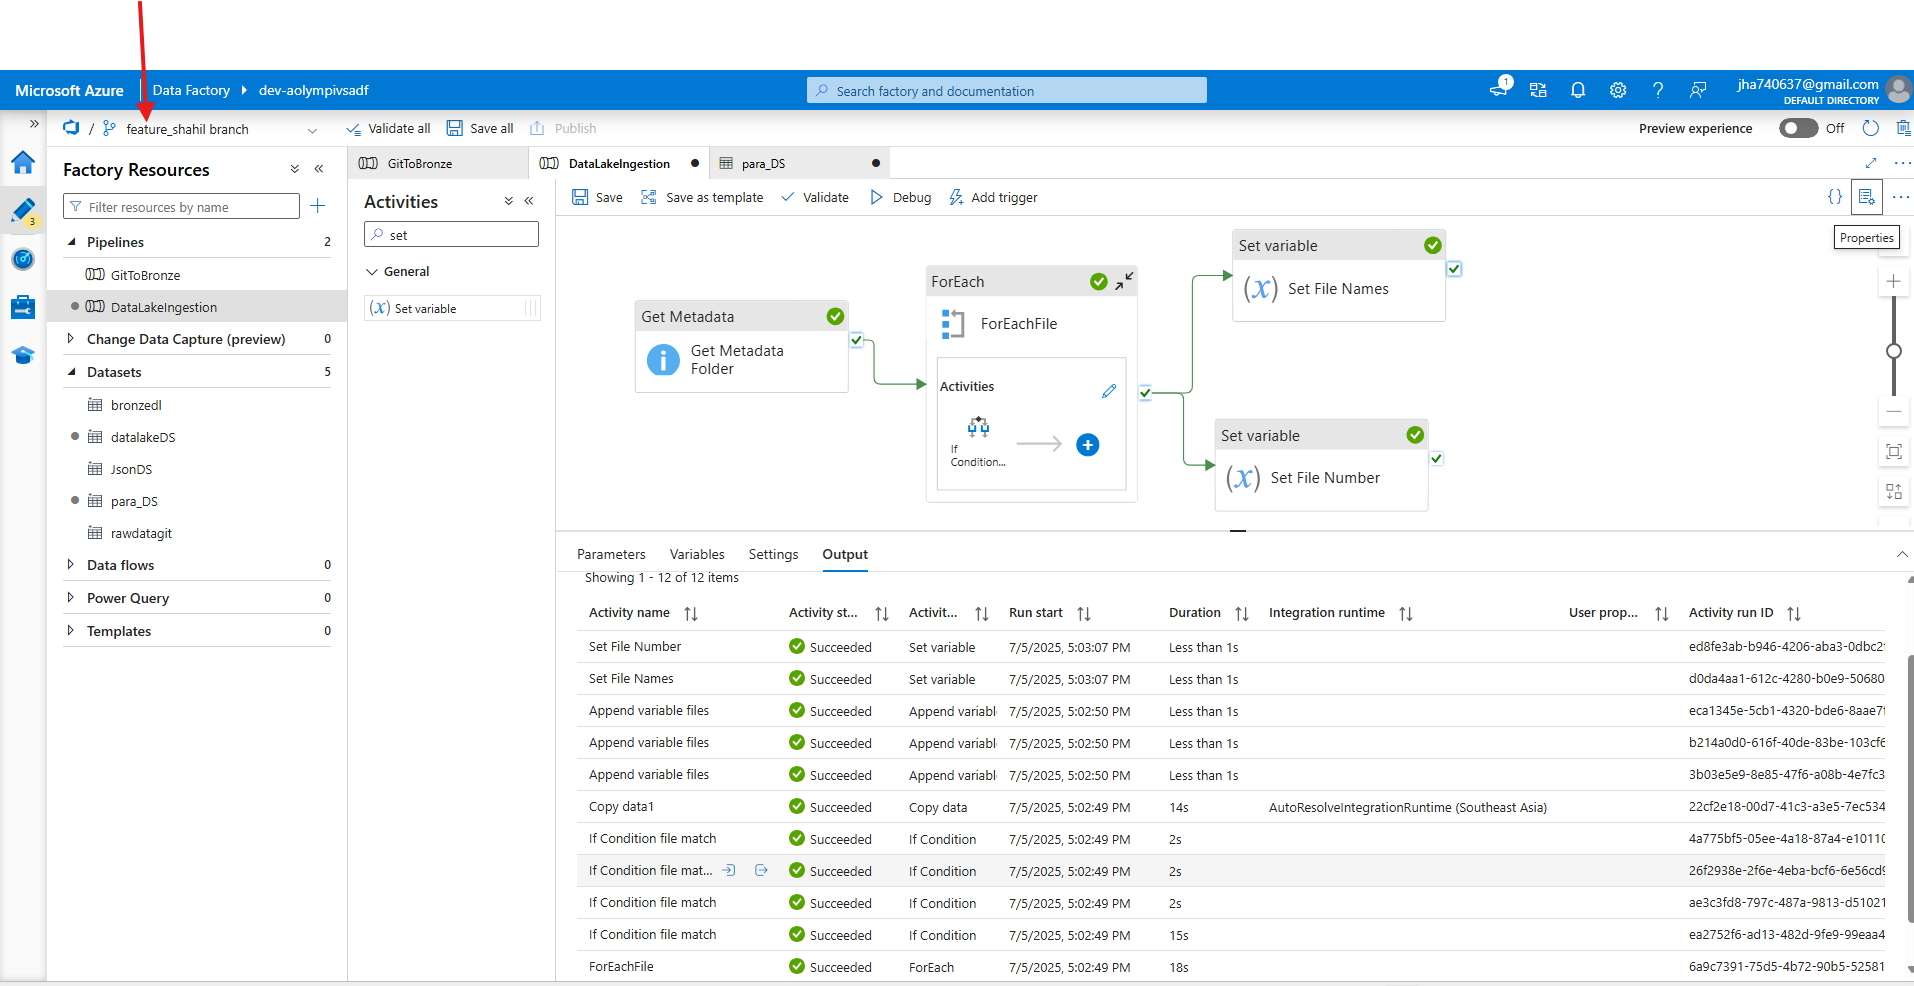 Microsoft Azure
Data Factory
dev-aolympivsadf
Search factory and documentation
1
jha740637@gmail.com
DEFAULT DIRECTORY
/ feature_shahil branch
Validate all
Save all
Publish
Preview experience
Off
3
Factory Resources
Filter resources by name
Pipelines 2
GitToBronze
DataLakeIngestion
Change Data Capture (preview) 0
Datasets 5
bronzedl
datalakeDS
JsonDS
para_DS
rawdatagit
Data flows 0
Power Query 0
Templates 0
GitToBronze
DataLakeIngestion
para_DS
Activities
set
General
(x) Set variable
Save
Save as template
Validate
Debug
Add trigger
{}
Properties
Get Metadata
Get Metadata
Folder
ForEach
ForEachFile
Activities
If
Condition...
Set variable
(x) Set File Names
Set variable
(x) Set File Number
Parameters
Variables
Settings
Output
Showing 1 - 12 of 12 items
Activity name Activity st... Activit... Run start Duration Integration runtime User prop... Activity run ID
Set File Number Succeeded Set variable 7/5/2025, 5:03:07 PM Less than 1s ed8fe3ab-b946-4206-aba3-0dbc2
Set File Names Succeeded Set variable 7/5/2025, 5:03:07 PM Less than 1s d0da4aa1-612c-4280-b0e9-50680
Append variable files Succeeded Append variabl 7/5/2025, 5:02:50 PM Less than 1s eca1345e-5cb1-4320-bde6-8aae7f
Append variable files Succeeded Append variabl 7/5/2025, 5:02:50 PM Less than 1s b214a0d0-616f-40de-83be-103cf6
Append variable files Succeeded Append variabl 7/5/2025, 5:02:50 PM Less than 1s 3b03e5e9-8e85-47f6-a08b-4e7fc3
Copy data1 Succeeded Copy data 7/5/2025, 5:02:49 PM 14s AutoResolveIntegrationRuntime (Southeast Asia) 22cf2e18-00d7-41c3-a3e5-7ec534
If Condition file match Succeeded If Condition 7/5/2025, 5:02:49 PM 2s 4a775bf5-05ee-4a18-87a4-e10110
If Condition file mat... Succeeded If Condition 7/5/2025, 5:02:49 PM 2s 26f2938e-2f6e-4eba-bcf6-6e56cd9
If Condition file match Succeeded If Condition 7/5/2025, 5:02:49 PM 2s ae3c3fd8-797c-487a-9813-d51021
If Condition file match Succeeded If Condition 7/5/2025, 5:02:49 PM 15s ea2752f6-ad13-482d-9fe9-99eaa4
ForEachFile Succeeded ForEach 7/5/2025, 5:02:49 PM 18s 6a9c7391-75d5-4b72-90b5-52581